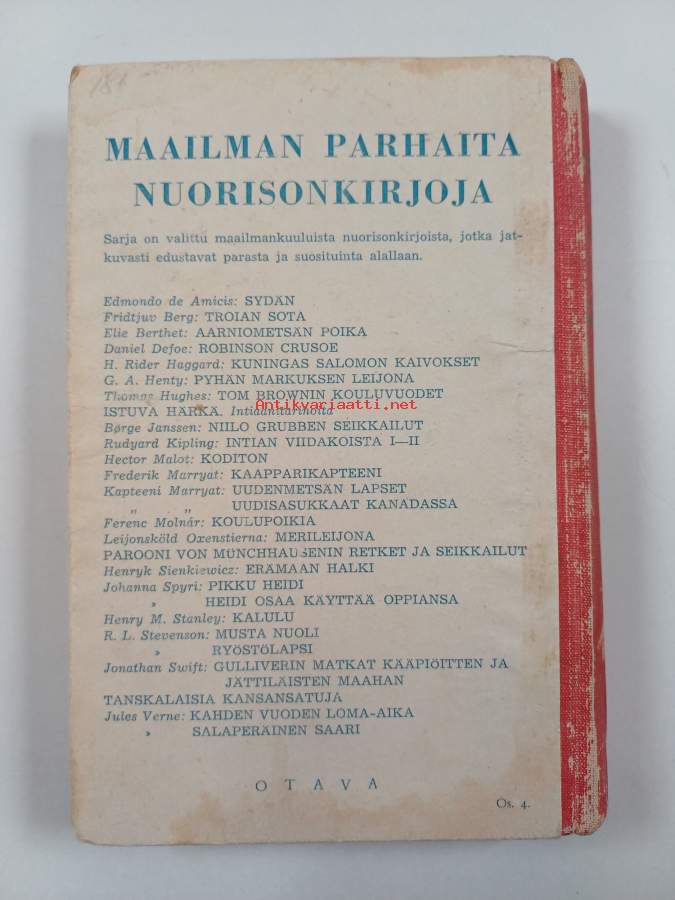 181
MAAILMAN PARHAITA
NUORISONKIRJOJA
Sarja on valittu maailmankuuluista nuorisonkirjoista, jotka jat-
kuvasti edustavat parasta ja suosituinta alallaan.
Edmondo de Amicis: SYDÄN
Fridtjuv Berg: TROIAN SOTA
Elie Berthet: AARNIOMETSÄN POIKA
Daniel Defoe: ROBINSON CRUSOE
H. Rider Haggard: KUNINGAS SALOMON KAIVOKSET
G. A. Henty: PYHÄN MARKUKSEN LEIJONA
Thomas Hughes: TOM BROWNIN KOULUVUODET
Antikvariaatti.net
ISTUVA HÄRKÄ. Intiaanitarinoita
Børge Janssen: NIILO GRUBBEN SEIKKAILUT
Rudyard Kipling: INTIAN VIIDAKOISTA I—II
Hector Malot: KODITON
Frederik Marryat: KAAPPARIKAPTEENI
Kapteeni Marryat: UUDENMETSÄN LAPSET
„ „ UUDISASUKKAAT KANADASSA
Ferenc Molnár: KOULUPOIKIA
Leijonsköld Oxenstierna: MERILEIJONA
PAROONI VON MÜNCHHAUSENIN RETKET JA SEIKKAILUT
Henryk Sienkiewicz: ERÄMAAN HALKI
Johanna Spyri: PIKKU HEIDI
» HEIDI OSAA KÄYTTÄÄ OPPIANSA
Henry M. Stanley: KALULU
R. L. Stevenson: MUSTA NUOLI
» RYÖSTÖLAPSI
Jonathan Swift: GULLIVERIN MATKAT KÄÄPIÖITTEN JA
JÄTTILÄISTEN MAAHAN
TANSKALAISIA KANSANSATUJA
Jules Verne: KAHDEN VUODEN LOMA-AIKA
» SALAPERÄINEN SAARI
OTAVA
Os. 4.